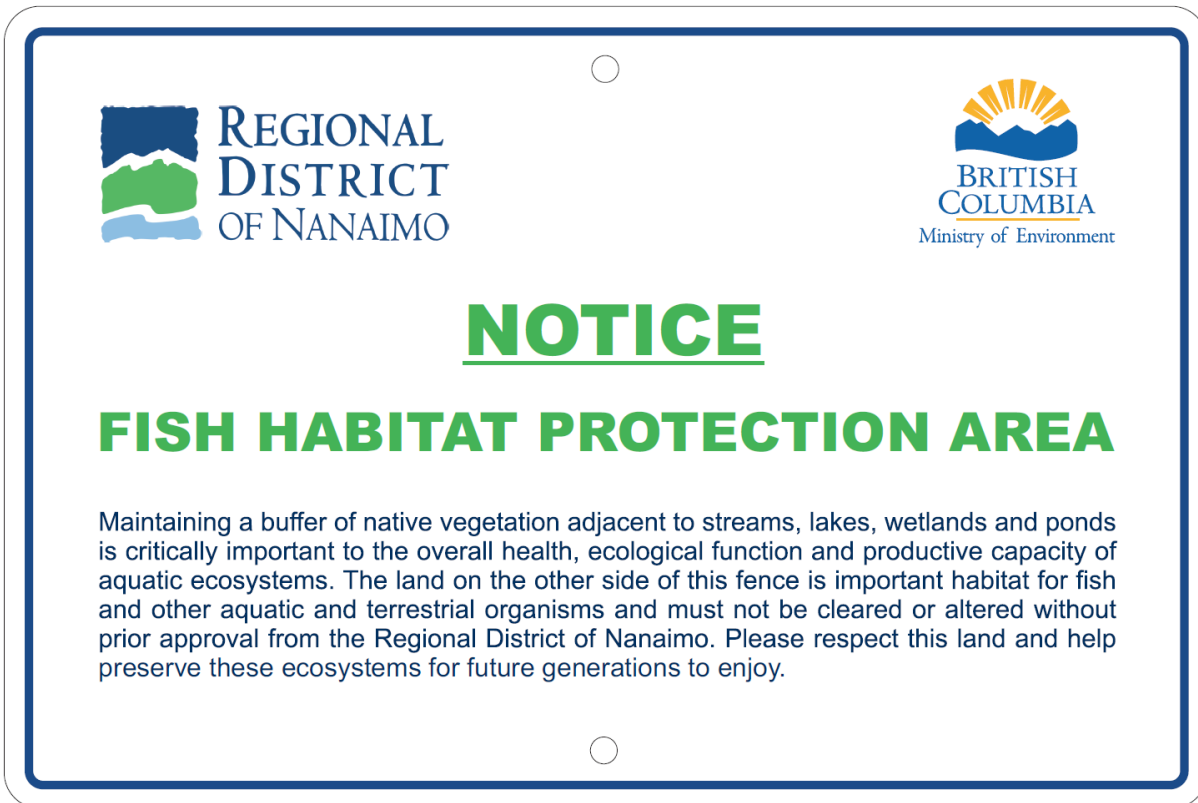 REGIONAL
DISTRICT
OF NANAIMO
BRITISH
COLUMBIA
Ministry of Environment
NOTICE
FISH HABITAT PROTECTION AREA
Maintaining a buffer of native vegetation adjacent to streams, lakes, wetlands and ponds
is critically important to the overall health, ecological function and productive capacity of
aquatic ecosystems. The land on the other side of this fence is important habitat for fish
and other aquatic and terrestrial organisms and must not be cleared or altered without
prior approval from the Regional District of Nanaimo. Please respect this land and help
preserve these ecosystems for future generations to enjoy.